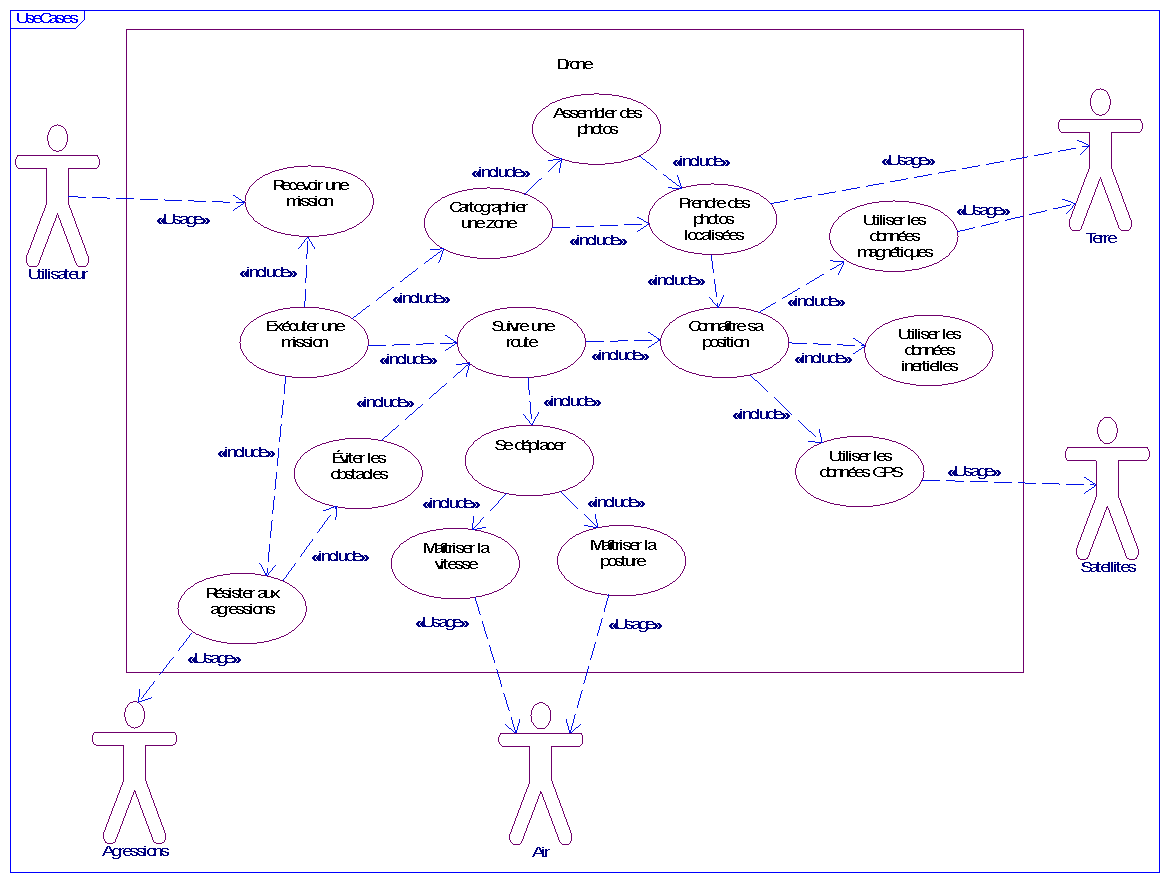 UseCases
Drone
Assembler des
photos
«include»
«include»
Recevoir une
mission
«Usage»
Cartographier
une zone
Prendre des
photos
localisées
«Usage»
Utiliser les
données
magnétiques
«Usage»
Terre
Utilisateur
«include»
«include»
«include»
«include»
«include»
Exécuter une
mission
Suivre une
route
Connaître sa
position
Utiliser les
données
inertielles
«include»
«include»
«include»
«include»
«include»
«include»
«include»
Éviter les
obstacles
Se déplacer
Utiliser les
données GPS
«Usage»
«include»
«include»
«include»
Maîtriser la
vitesse
Maîtriser la
posture
Satellites
«include»
Résister aux
agressions
«Usage»
«Usage»
«Usage»
Agressions
Air